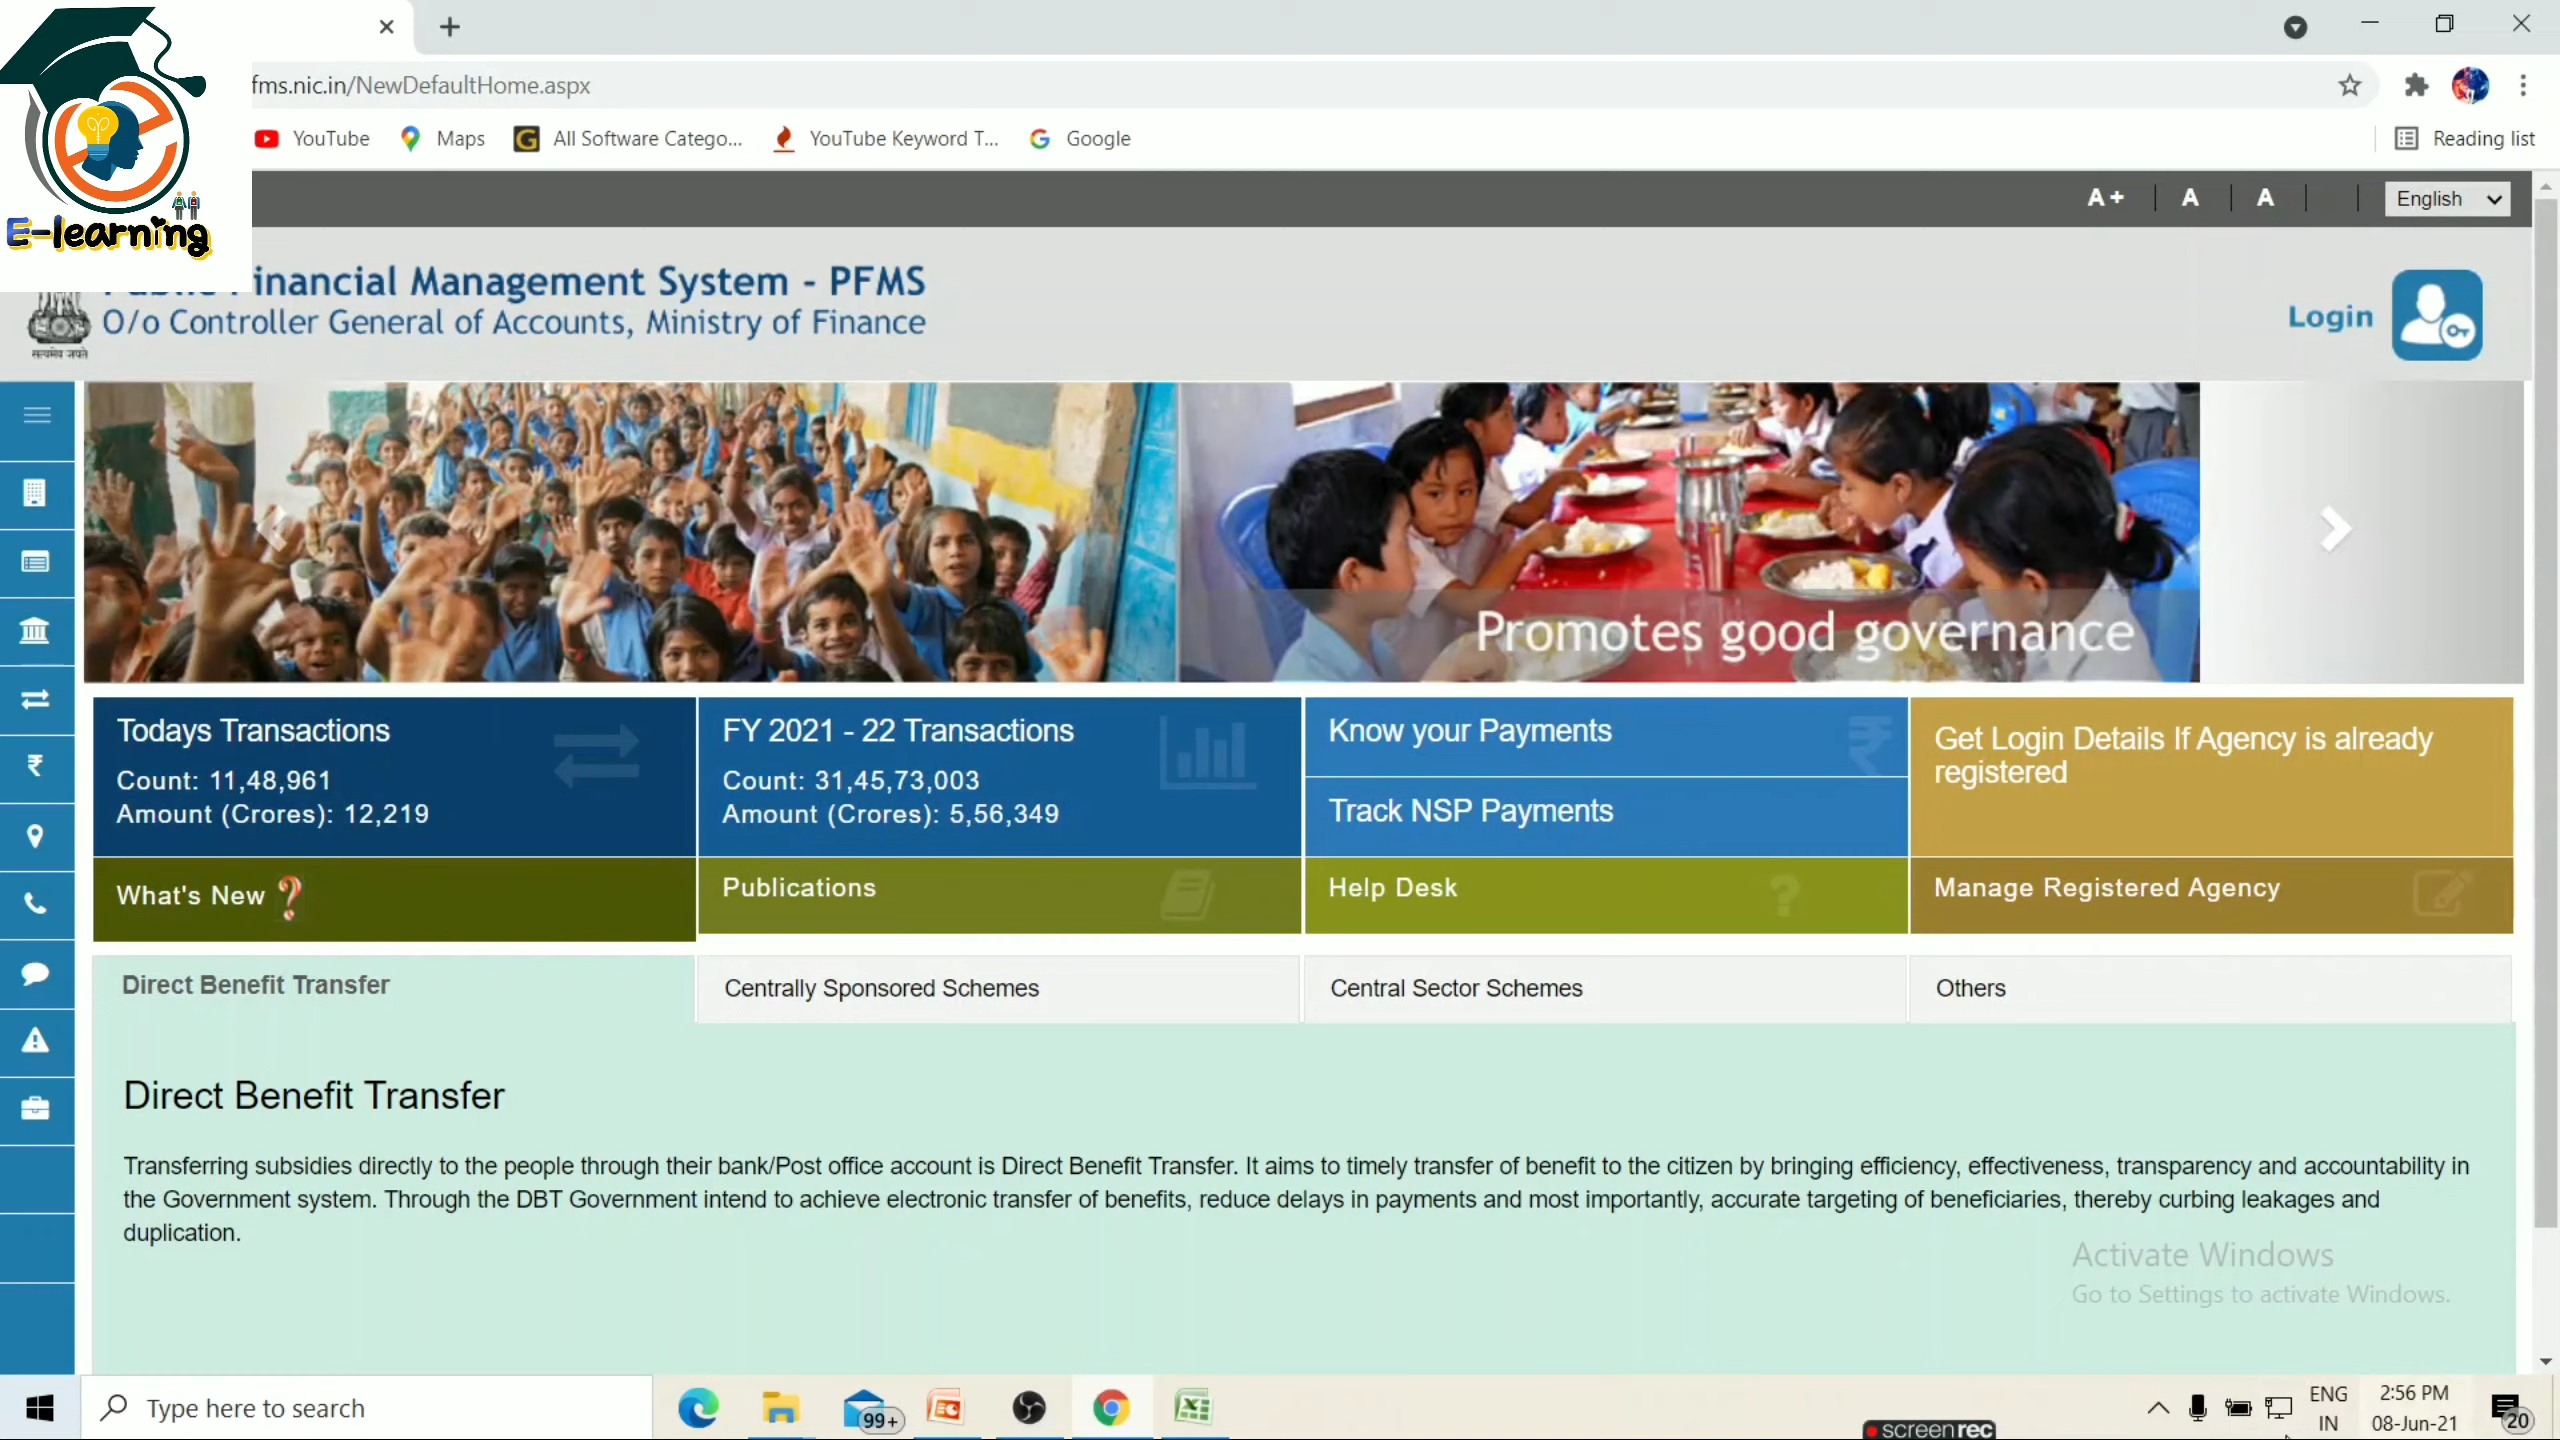 fms.nic.in/NewDefaultHome.aspx
YouTube
Maps
All Software Catego...
YouTube Keyword T...
Google
Reading list
E-learning
A+
A
A
English
inancial Management System - PFMS
O/o Controller General of Accounts, Ministry of Finance
सत्यमेव जयते
Login
Promotes good governance
Todays Transactions
Count: 11,48,961
Amount (Crores): 12,219
FY 2021 - 22 Transactions
Count: 31,45,73,003
Amount (Crores): 5,56,349
Know your Payments
Track NSP Payments
Get Login Details If Agency is already
registered
What's New
Publications
Help Desk
Manage Registered Agency
Direct Benefit Transfer
Centrally Sponsored Schemes
Central Sector Schemes
Others
Direct Benefit Transfer
Transferring subsidies directly to the people through their bank/Post office account is Direct Benefit Transfer. It aims to timely transfer of benefit to the citizen by bringing efficiency, effectiveness, transparency and accountability in
the Government system. Through the DBT Government intend to achieve electronic transfer of benefits, reduce delays in payments and most importantly, accurate targeting of beneficiaries, thereby curbing leakages and
duplication.
Activate Windows
Go to Settings to activate Windows.
Type here to search
99+
screenrec
ENG
IN
2:56 PM
08-Jun-21
20